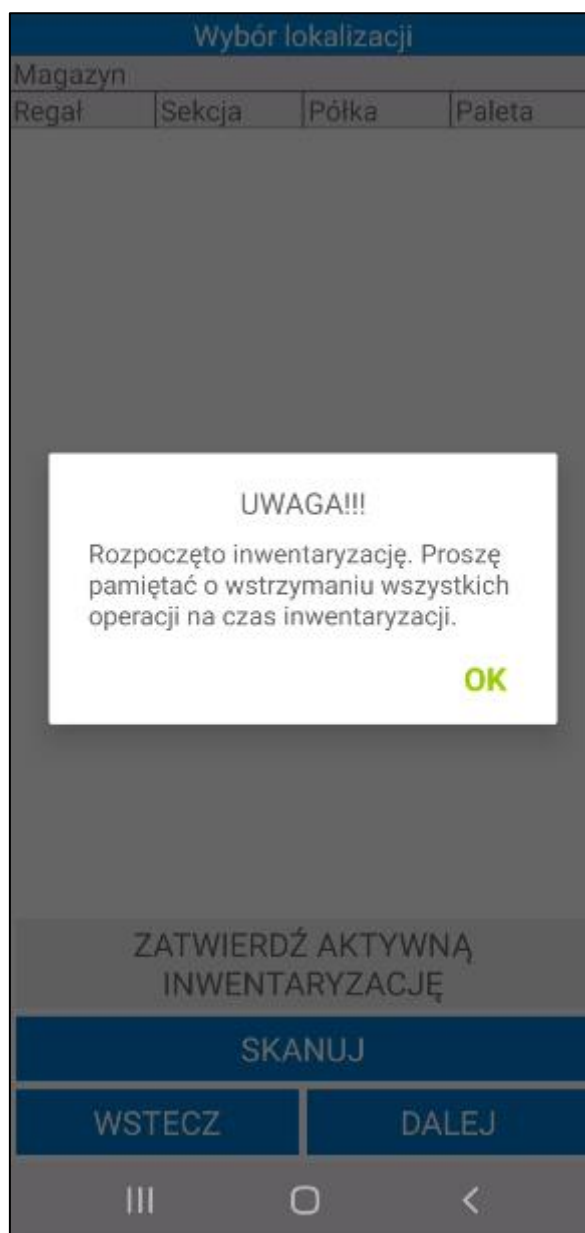 Wybór lokalizacji
Magazyn
Regał Sekcja Półka Paleta
UWAGA!!!
Rozpoczęto inwentaryzację. Proszę
pamiętać o wstrzymaniu wszystkich
operacji na czas inwentaryzacji.
OK
ZATWIERDŹ AKTYWNĄ
INWENTARYZACJĘ
SKANUJ
WSTECZ DALEJ